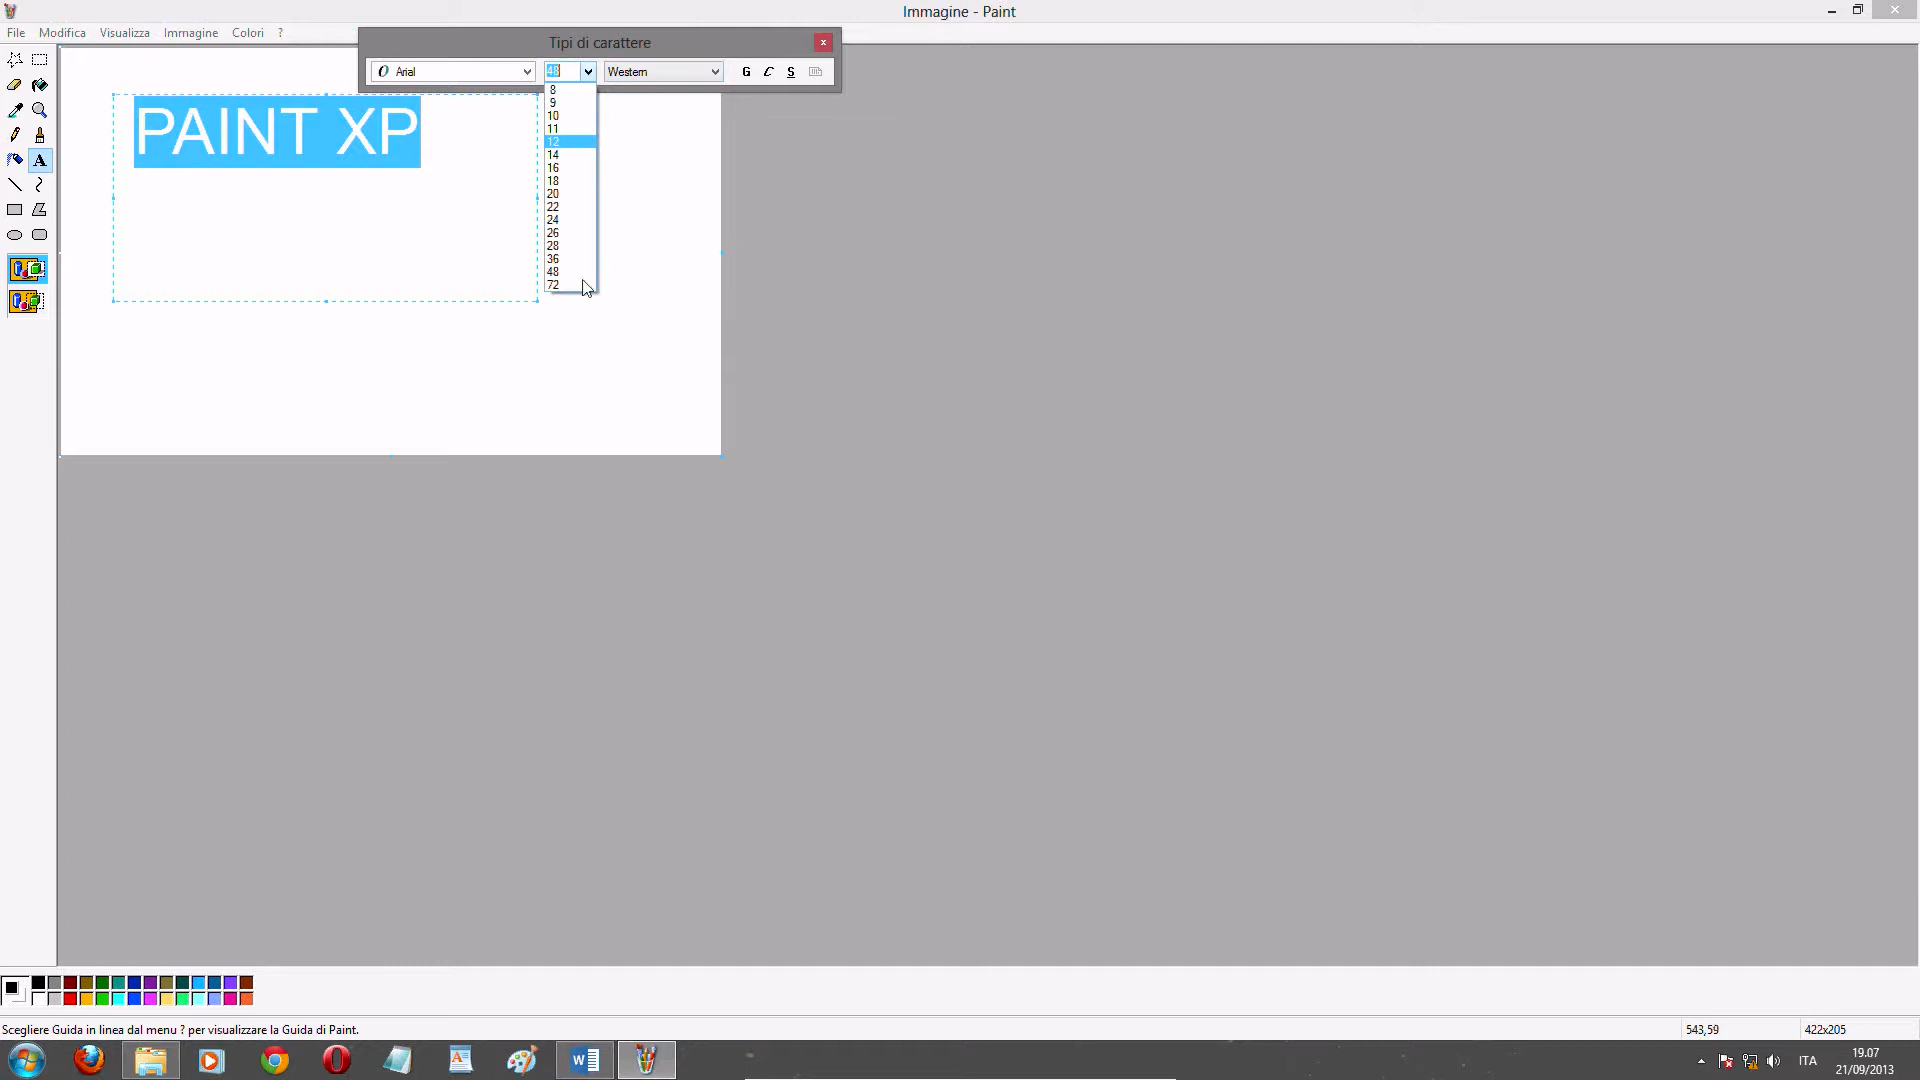 Immagine - Paint
File Modifica Visualizza Immagine Colori ?
Tipi di carattere
Arial 48 Western G C S
8
9
10
11
12
14
16
18
20
22
24
26
28
36
48
72
PAINT XP
A
Scegliere Guida in linea dal menu ? per visualizzare la Guida di Paint.
543,59
422x205
ITA
19.07
21/09/2013